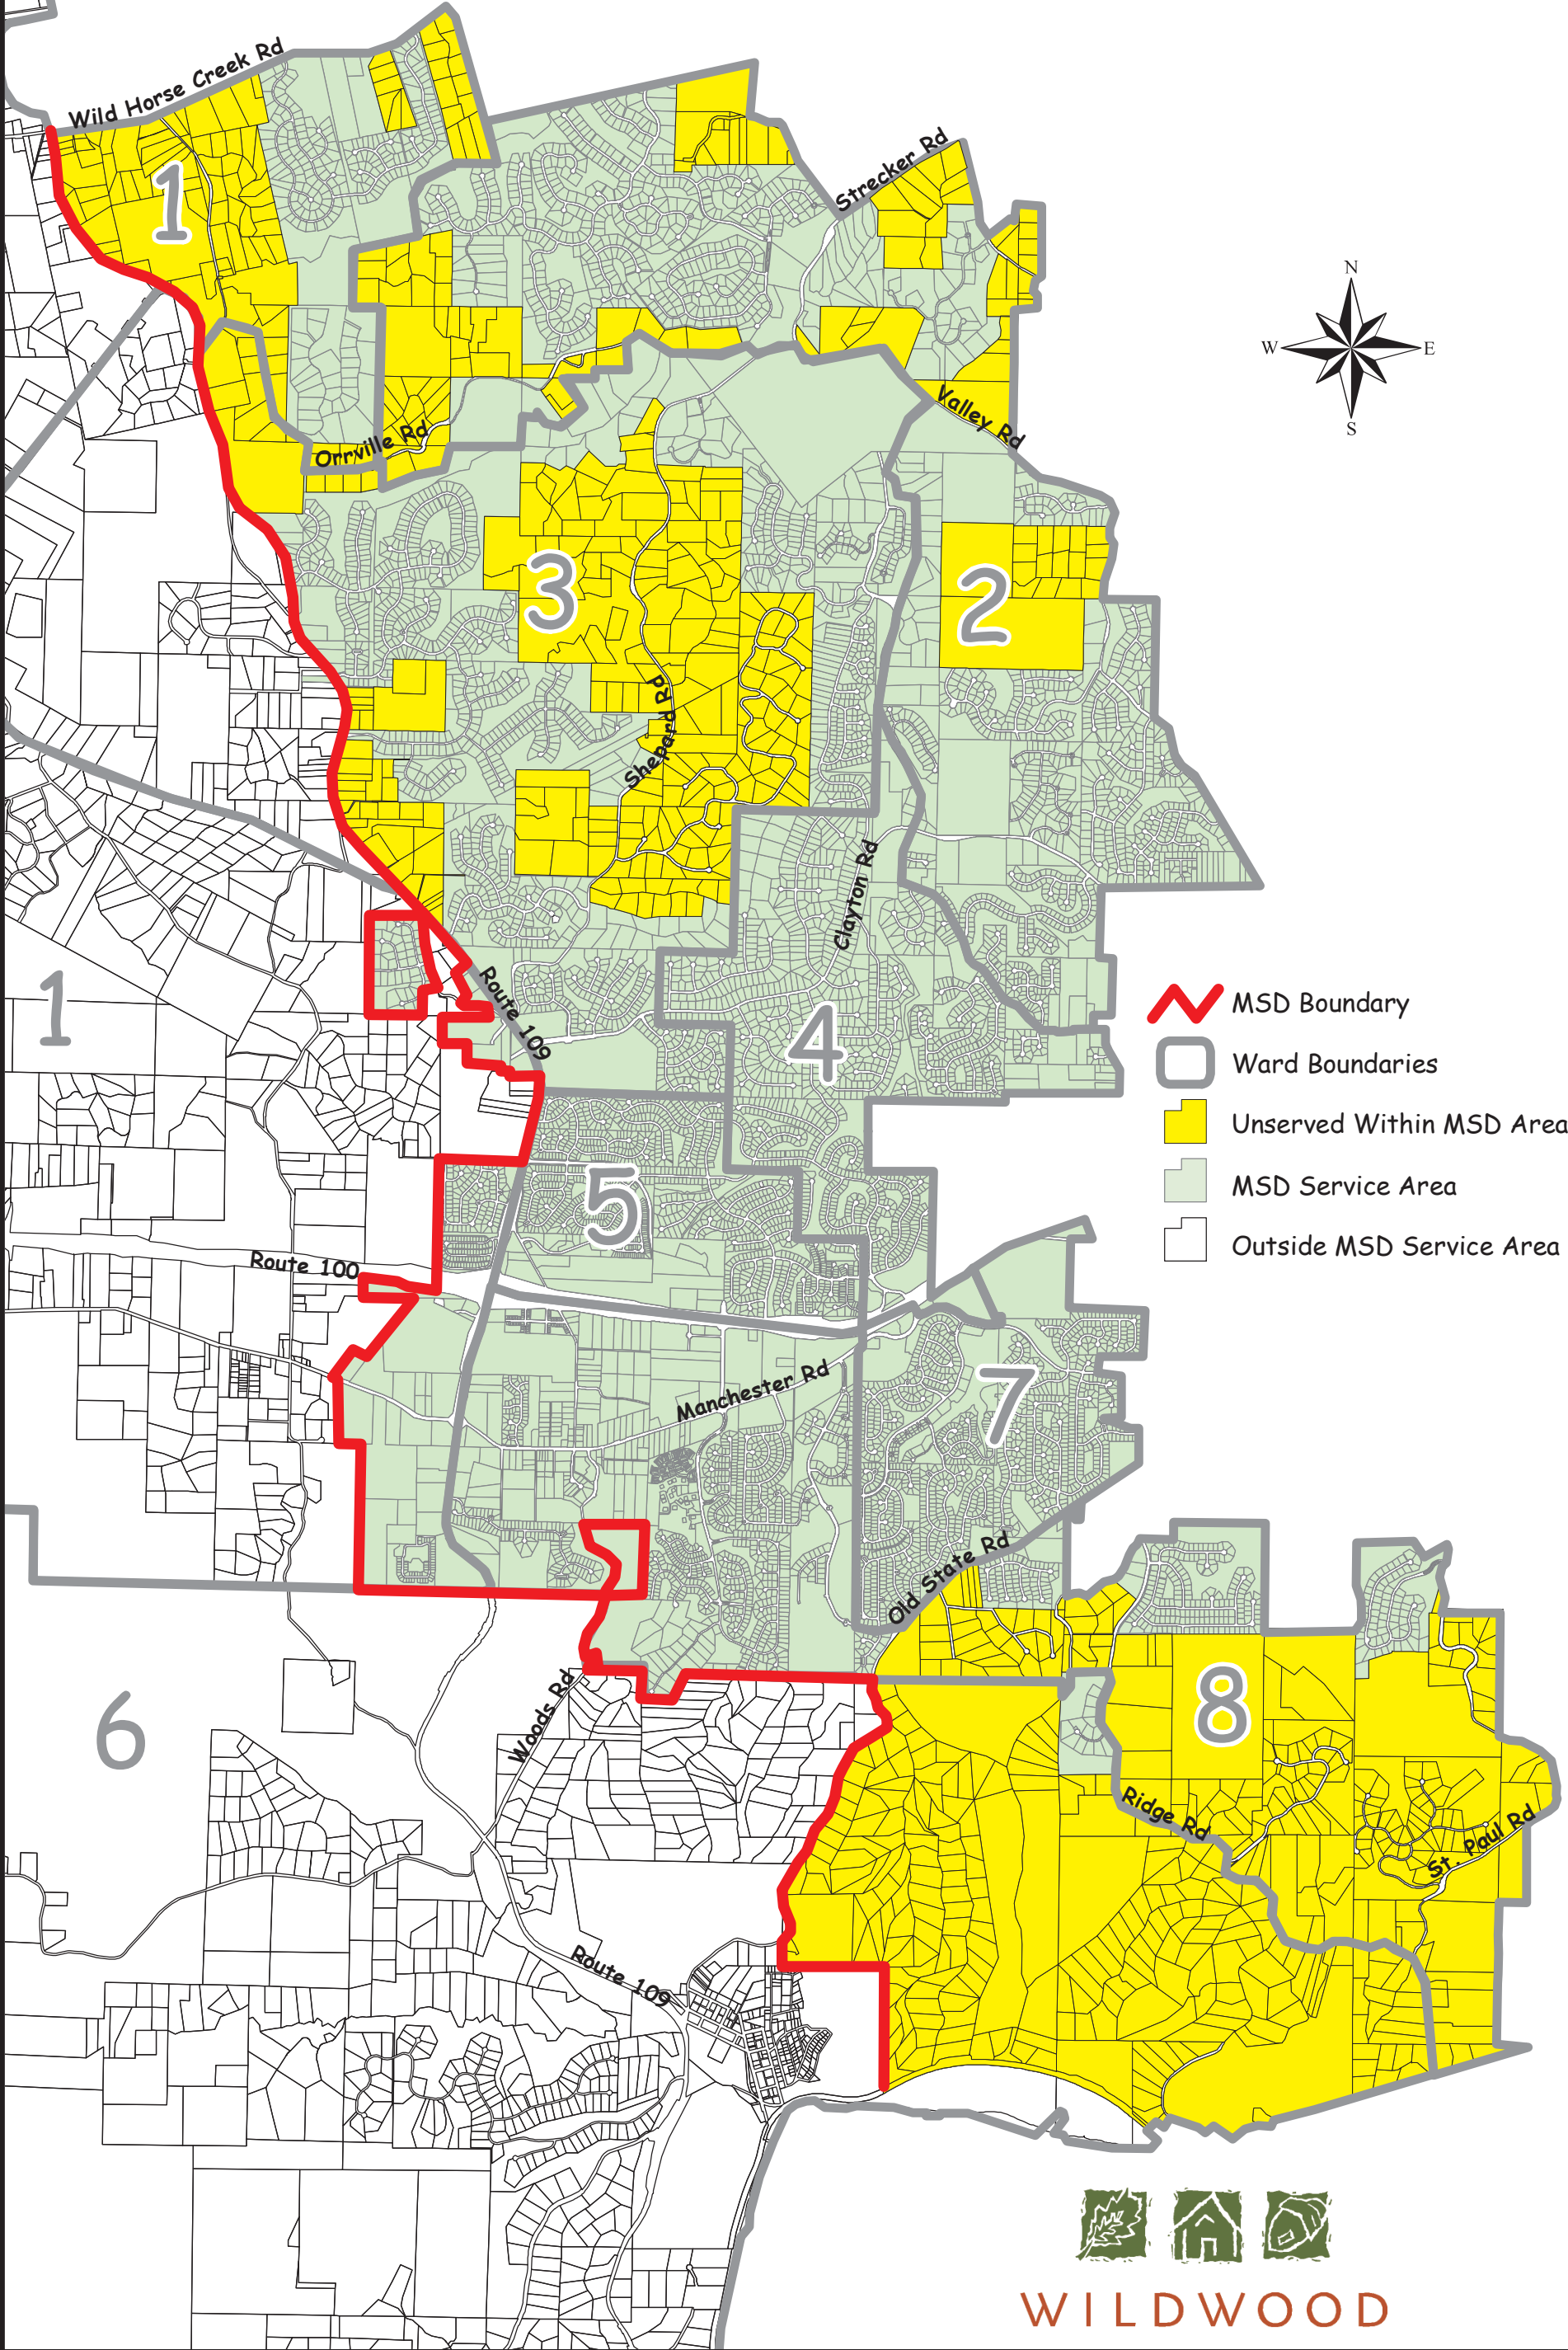 Wild Horse Creek Rd
1
Strecker Rd
N
W
E
S
Valley Rd
Orrville Rd
3
2
Shepard Rd
Clayton Rd
1
Route 109
4
MSD Boundary
Ward Boundaries
Unserved Within MSD Area
MSD Service Area
Outside MSD Service Area
5
Route 100
Manchester Rd
7
Old State Rd
6
Woods Rd
8
Ridge Rd
St. Paul Rd
Route 109
WILDWOOD